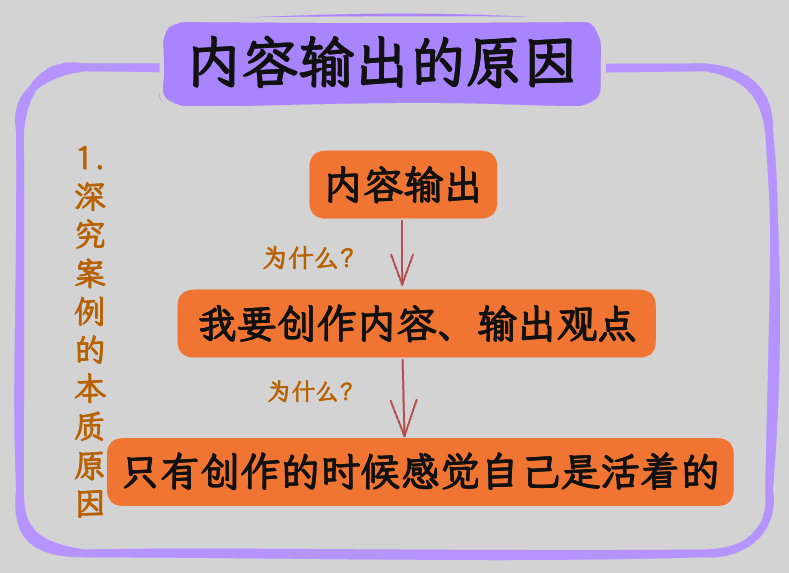 内容输出的原因
1.深究案例的本质原因
内容输出
为什么?
我要创作内容、输出观点
为什么?
只有创作的时候感觉自己是活着的